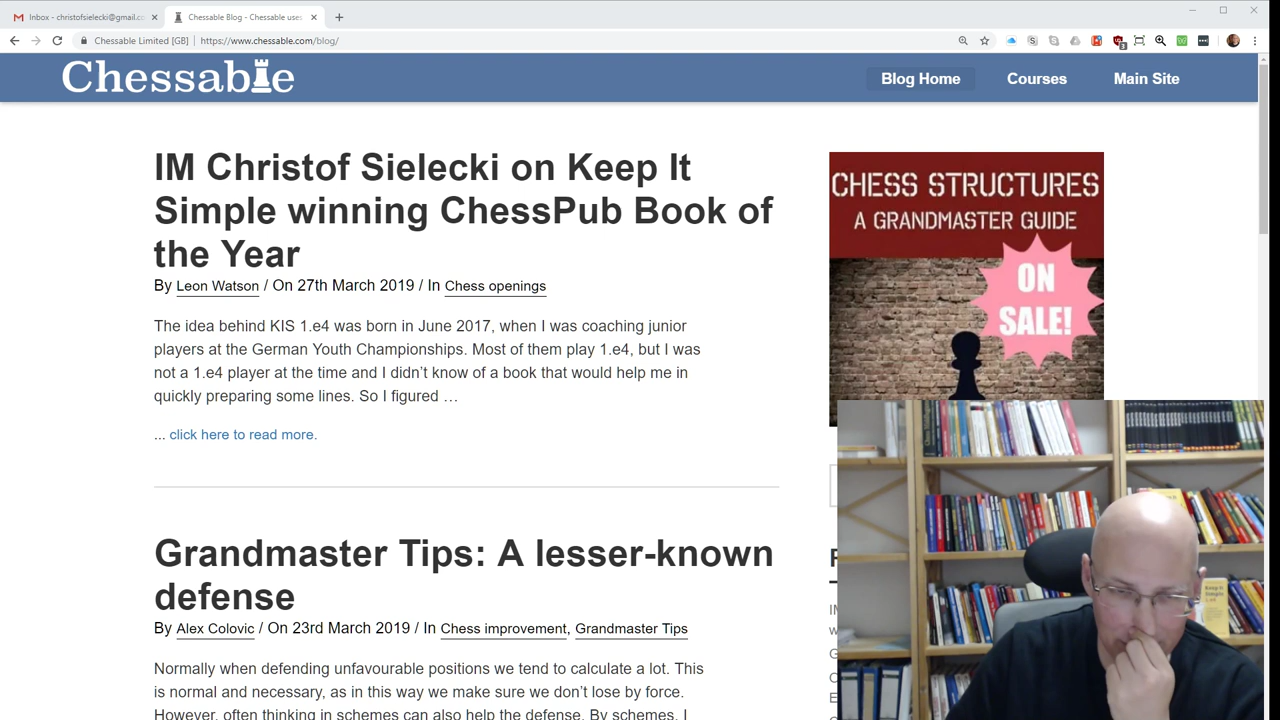 Inbox - christofsielecki@gmail.co
Chessable Blog - Chessable uses
Chessable Limited [GB]
https://www.chessable.com/blog/
3
Chessable
Blog Home
Courses
Main Site
IM Christof Sielecki on Keep It
Simple winning ChessPub Book of
the Year
By Leon Watson / On 27th March 2019 / In Chess openings
The idea behind KIS 1.e4 was born in June 2017, when I was coaching junior
players at the German Youth Championships. Most of them play 1.e4, but I was
not a 1.e4 player at the time and I didn’t know of a book that would help me in
quickly preparing some lines. So I figured …
... click here to read more.
Grandmaster Tips: A lesser-known
defense
By Alex Colovic / On 23rd March 2019 / In Chess improvement, Grandmaster Tips
Normally when defending unfavourable positions we tend to calculate a lot. This
is normal and necessary, as in this way we make sure we don’t lose by force.
However, often thinking in schemes can also help the defense. By schemes, I
CHESS STRUCTURES
A GRANDMASTER GUIDE
ON
SALE!
Keep it
Simple
1.e4